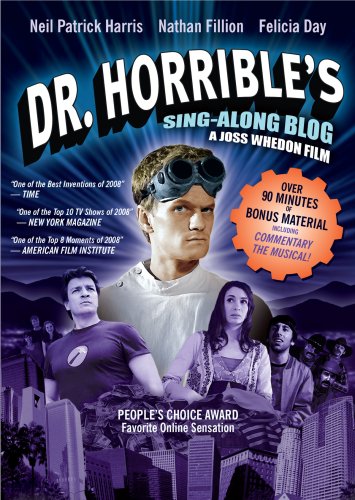 Neil Patrick Harris Nathan Fillion Felicia Day
DR. HORRIBLE'S
SING-ALONG BLOG
A JOSS WHEDON FILM
"One of the Best Inventions of 2008"
— TIME
"One of the Top 10 TV Shows of 2008"
— NEW YORK MAGAZINE
"One of the Top 8 Moments of 2008"
— AMERICAN FILM INSTITUTE
OVER
90 MINUTES
OF
BONUS MATERIAL
INCLUDING
COMMENTARY
THE MUSICAL!
PEOPLE'S CHOICE AWARD
Favorite Online Sensation